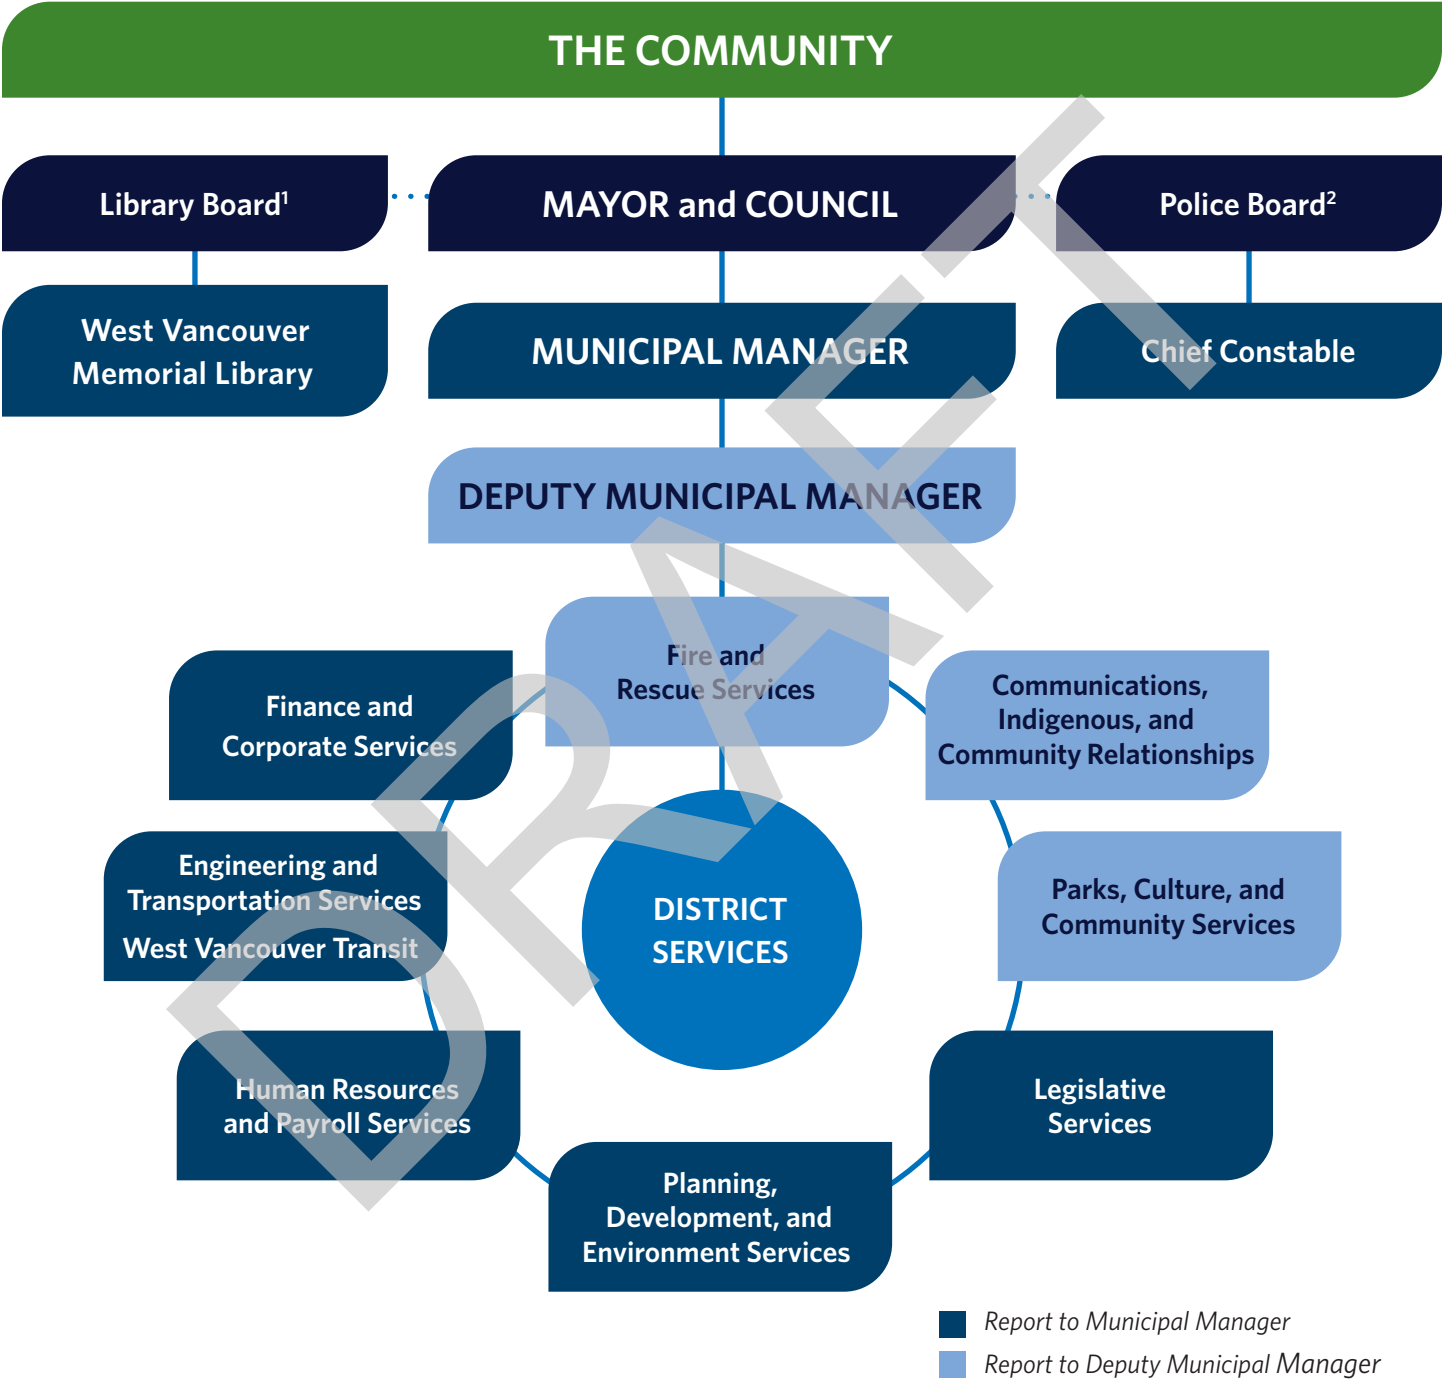 THE COMMUNITY
Library Board¹
MAYOR and COUNCIL
Police Board²
West Vancouver
Memorial Library
MUNICIPAL MANAGER
Chief Constable
DEPUTY MUNICIPAL MANAGER
Fire and
Rescue Services
Finance and
Corporate Services
Communications,
Indigenous, and
Community Relationships
Engineering and
Transportation Services
West Vancouver Transit
DISTRICT
SERVICES
Parks, Culture, and
Community Services
Human Resources
and Payroll Services
Legislative
Services
Planning,
Development, and
Environment Services
Report to Municipal Manager
Report to Deputy Municipal Manager
DRAFT